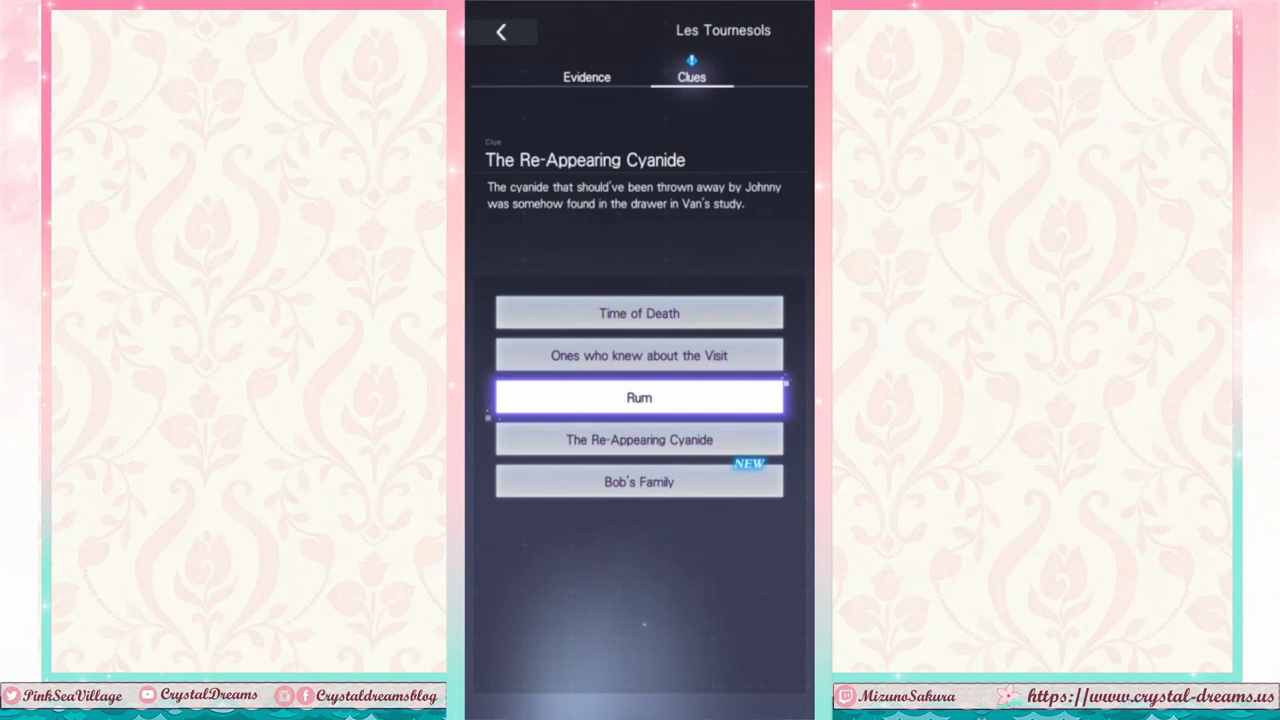 Les Tournesols
Evidence
Clues
Clue
The Re-Appearing Cyanide
The cyanide that should've been thrown away by Johnny
was somehow found in the drawer in Van's study.
Time of Death
Ones who knew about the Visit
Rum
The Re-Appearing Cyanide
NEW
Bob's Family
PinkSeaVillage
CrystalDreams
Crystaldreamsblog
MizunoSakura
https://www.crystal-dreams.us